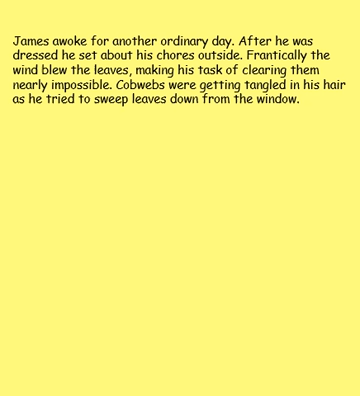 James awoke for another ordinary day. After he was
dressed he set about his chores outside. Frantically the
wind blew the leaves, making his task of clearing them
nearly impossible. Cobwebs were getting tangled in his hair
as he tried to sweep leaves down from the window.